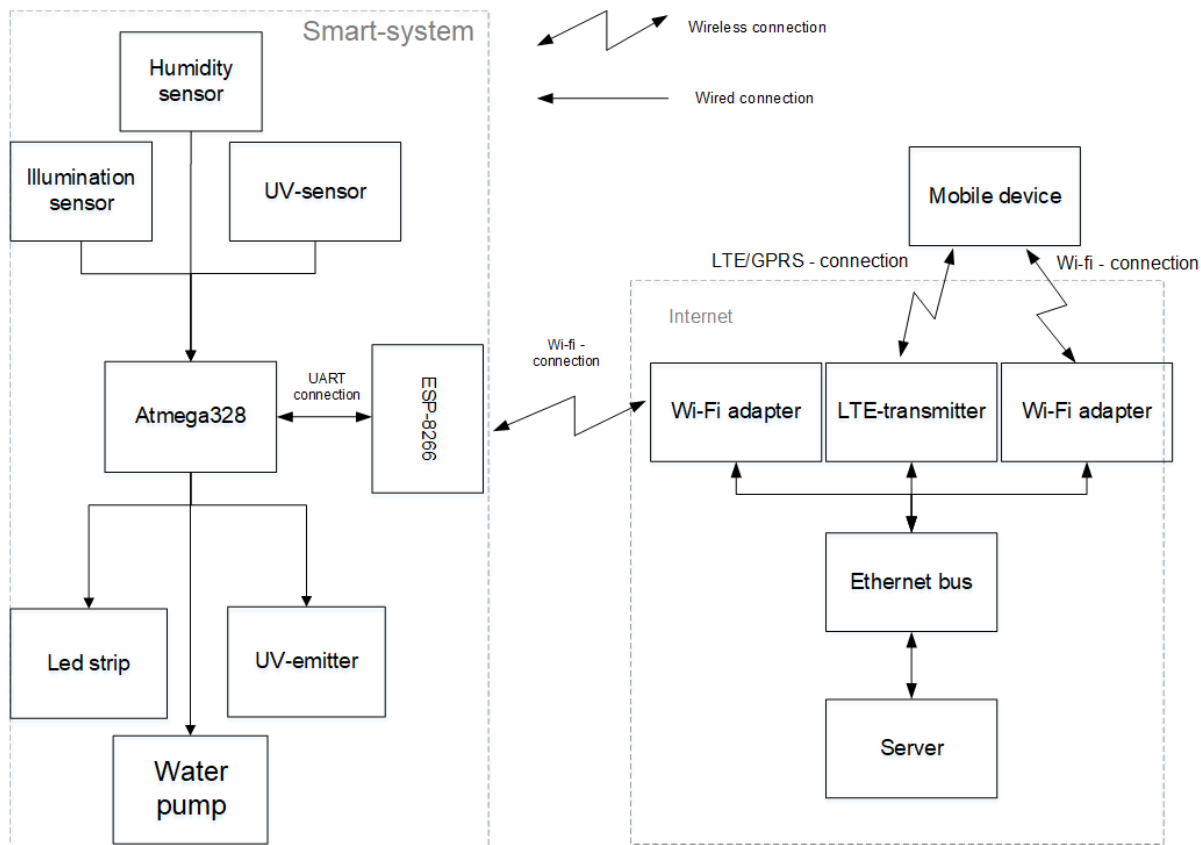 Smart-system
Humidity
sensor
Illumination
sensor
UV-sensor
Atmega328
UART
connection
ESP-8266
Led strip
UV-emitter
Water
pump
Wireless connection
Wired connection
Mobile device
LTE/GPRS - connection
Wi-fi - connection
Internet
Wi-fi -
connection
Wi-Fi adapter
LTE-transmitter
Wi-Fi adapter
Ethernet bus
Server